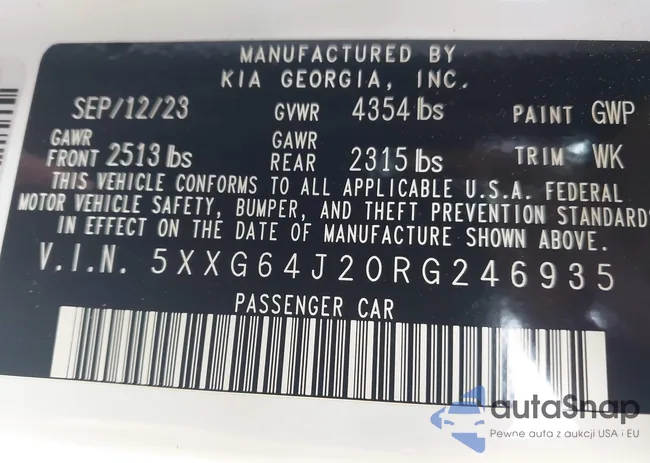 MANUFACTURED BY
KIA GEORGIA, INC.
SEP/12/23 GVWR 4354 lbs PAINT GWP
GAWR FRONT 2513 lbs GAWR REAR 2315 lbs TRIM WK
THIS VEHICLE CONFORMS TO ALL APPLICABLE U.S.A. FEDERAL
MOTOR VEHICLE SAFETY, BUMPER, AND THEFT PREVENTION STANDARDS
IN EFFECT ON THE DATE OF MANUFACTURE SHOWN ABOVE.
V.I.N. 5XXG64J20RG246935
PASSENGER CAR
autaSnap
Pewne auta z aukcji USA i EU